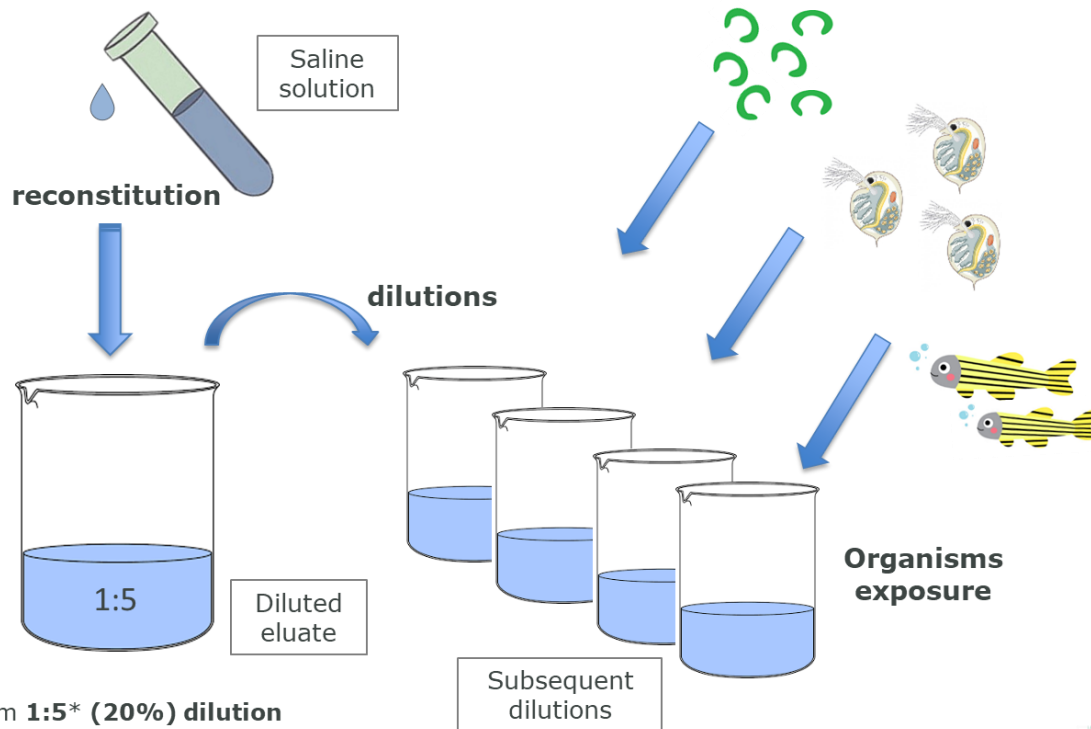 Saline
solution
reconstitution
dilutions
1:5
Diluted
eluate
Organisms
exposure
Subsequent
dilutions
1:5* (20%) dilution